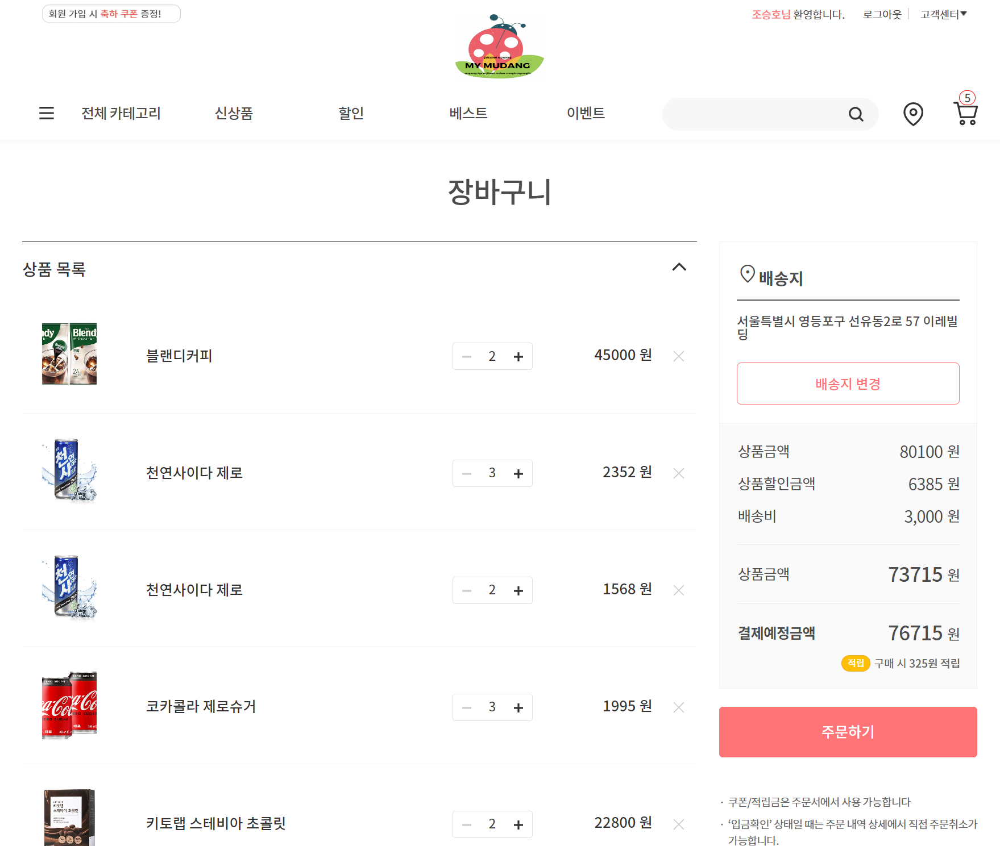 회원 가입 시 축하 쿠폰 증정!
조승호님 환영합니다. 로그아웃 고객센터
MY MUDANG
전체 카테고리 신상품 할인 베스트 이벤트
5
장바구니
상품 목록
블랜디커피 2 45000 원
천연사이다 제로 3 2352 원
천연사이다 제로 2 1568 원
코카콜라 제로슈거 3 1995 원
키토랩
스테비아 초콜릿
키토랩 스테비아 초콜릿 2 22800 원
배송지
서울특별시 영등포구 선유동2로 57 이레빌
딩
배송지 변경
상품금액 80100 원
상품할인금액 6385 원
배송비 3,000 원
상품금액 73715 원
결제예정금액 76715 원
적립 구매 시 325원 적립
주문하기
· 쿠폰/적립금은 주문서에서 사용 가능합니다
· ‘입금확인’ 상태일 때는 주문 내역 상세에서 직접 주문취소가
가능합니다.